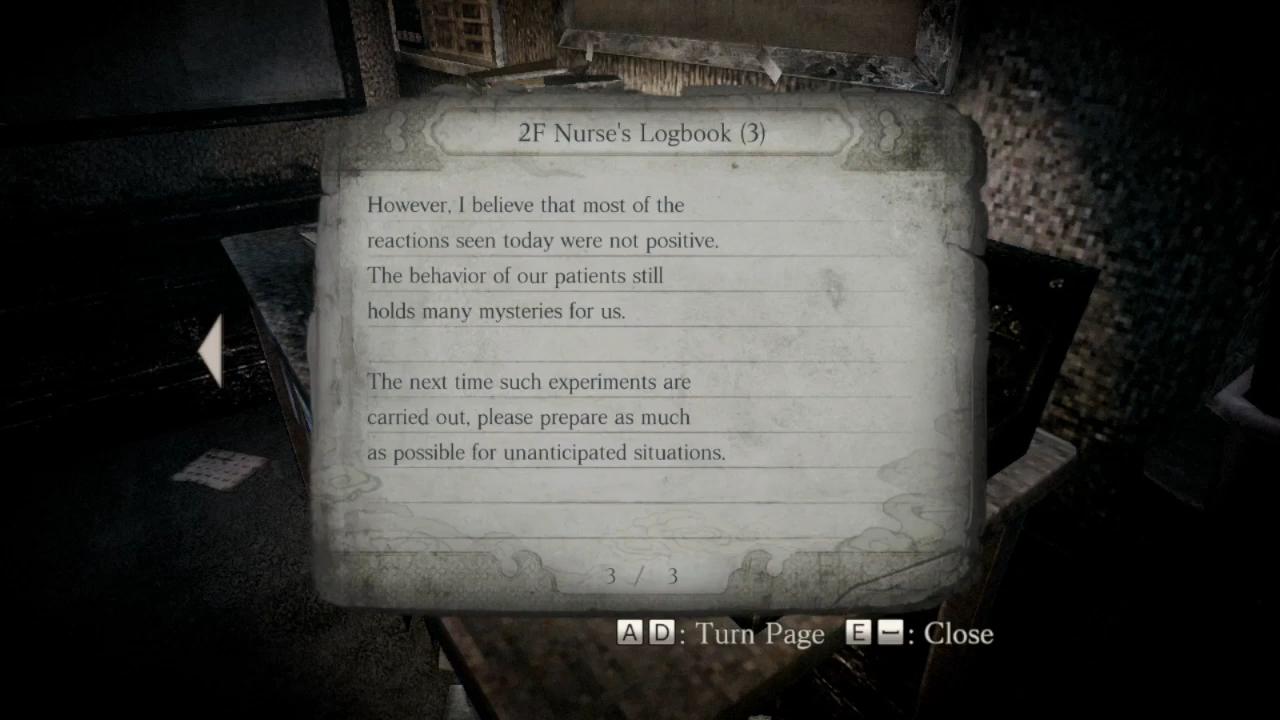 2F Nurse's Logbook (3)
However, I believe that most of the
reactions seen today were not positive.
The behavior of our patients still
holds many mysteries for us.
The next time such experiments are
carried out, please prepare as much
as possible for unanticipated situations.
3 / 3
A D : Turn Page E : Close